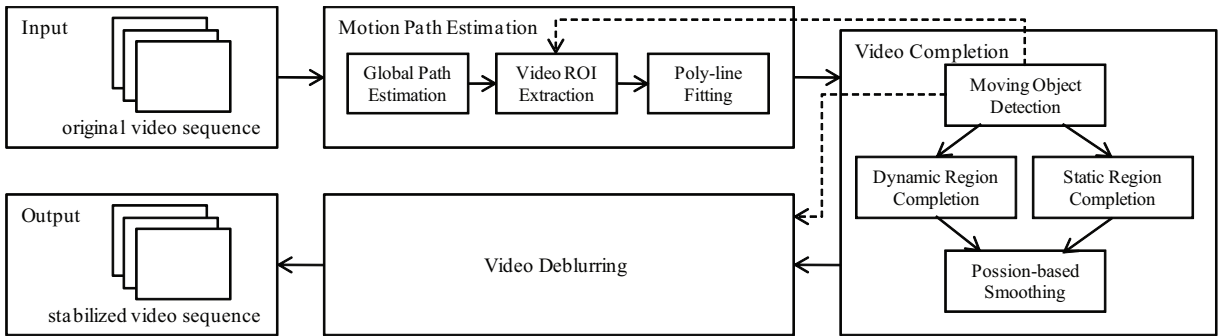 Input
original video sequence
Motion Path Estimation
Global Path
Estimation
Video ROI
Extraction
Poly-line
Fitting
Video Completion
Moving Object
Detection
Dynamic Region
Completion
Static Region
Completion
Possion-based
Smoothing
Video Deblurring
Output
stabilized video sequence